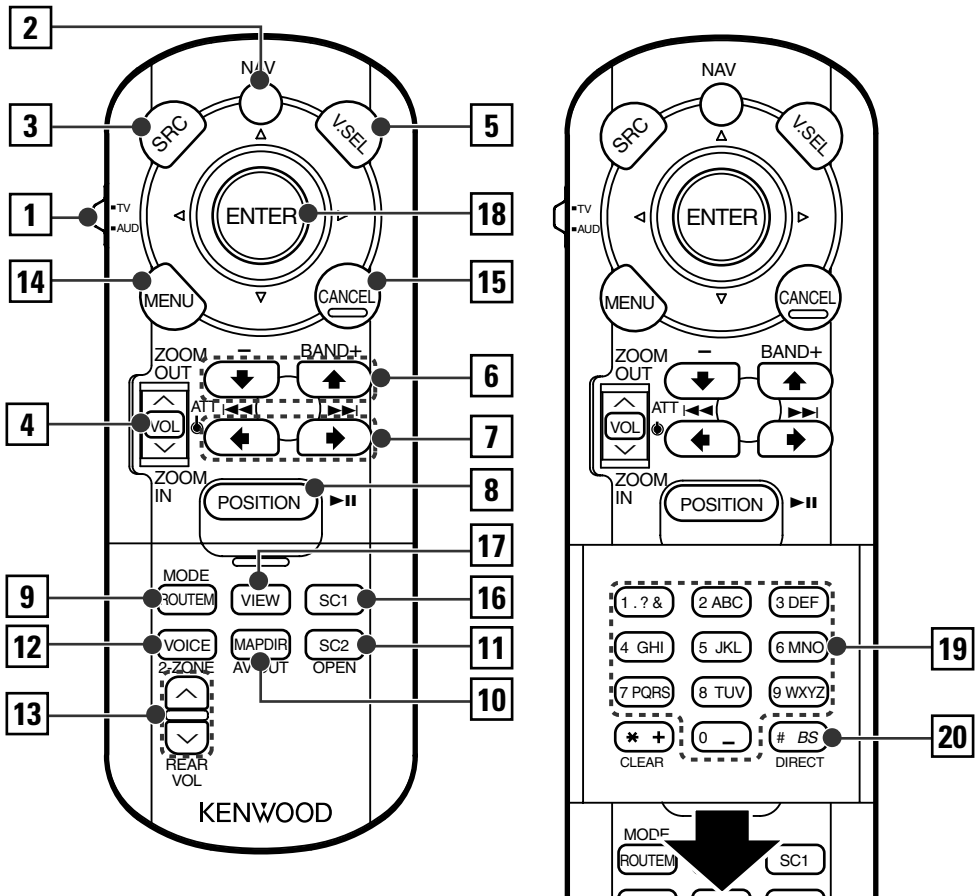 2
NAV
3
SRC
V.SEL
5
1
TV
AUD
ENTER
18
14
MENU
CANCEL
15
ZOOM
OUT
–
BAND+
6
4
VOL
ATT
7
ZOOM
IN
POSITION
8
17
MODE
9
ROUTEM
VIEW
SC1
16
12
VOICE
MAPDIR
SC2
11
2-ZONE
AV OUT
OPEN
10
13
REAR
VOL
KENWOOD
NAV
SRC
V.SEL
TV
AUD
ENTER
MENU
CANCEL
ZOOM
OUT
–
BAND+
VOL
ATT
ZOOM
IN
POSITION
1 . ? &
2 ABC
3 DEF
4 GHI
5 JKL
6 MNO
19
7 PQRS
8 TUV
9 WXYZ
* +
0 _
# BS
20
CLEAR
DIRECT
MODE
ROUTEM
SC1